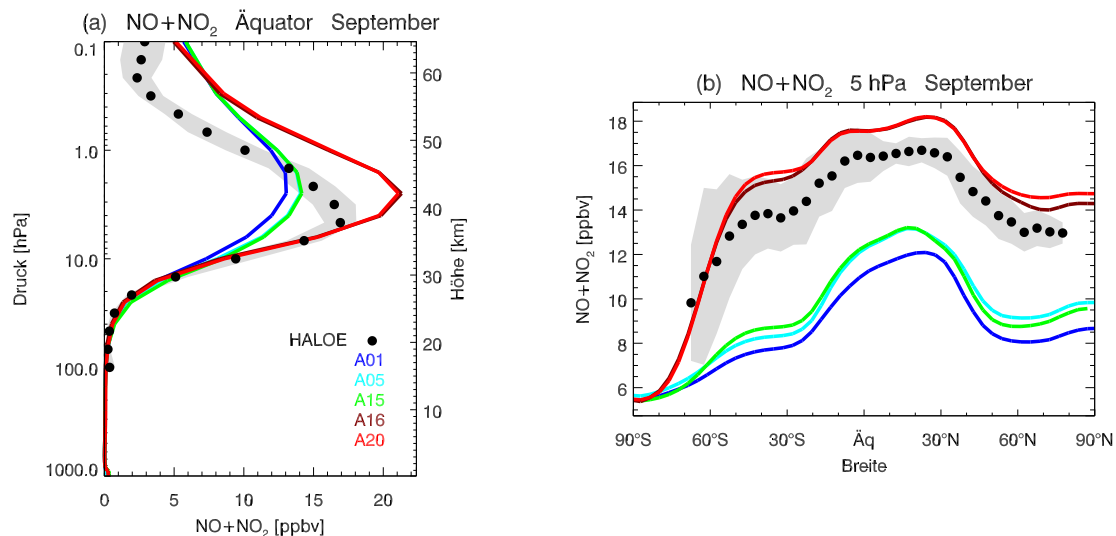 (a) NO+NO₂ Äquator September
0.1
1.0
10.0
100.0
1000.0
Druck [hPa]
60
50
40
30
20
10
Höhe [km]
HALOE
A01
A05
A15
A16
A20
0 5 10 15 20
NO+NO₂ [ppbv]
(b) NO+NO₂ 5 hPa September
18
16
14
12
10
8
6
NO+NO₂ [ppbv]
90°S 60°S 30°S Äq 30°N 60°N 90°N
Breite